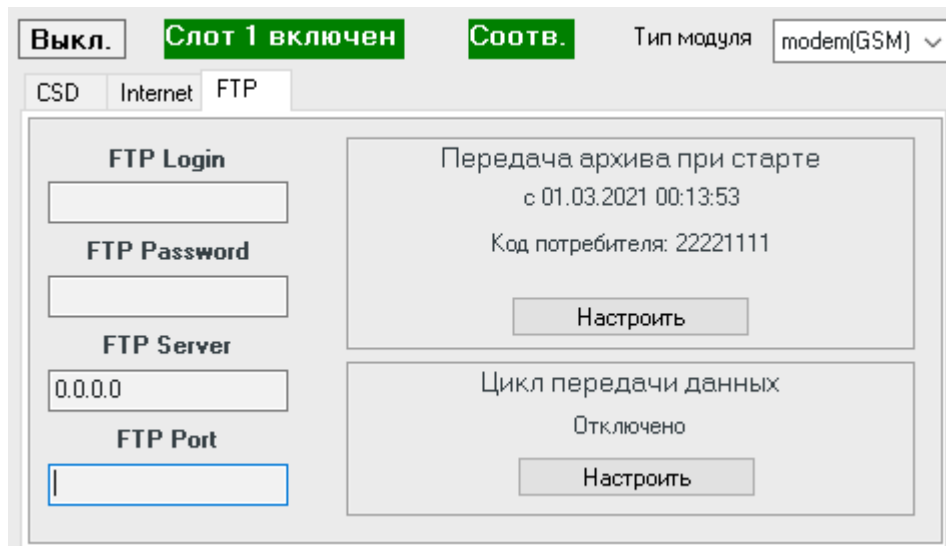 Выкл. Слот 1 включен Соотв. Тип модуля modem(GSM)
CSD Internet FTP
FTP Login
FTP Password
FTP Server
0.0.0.0
FTP Port
Передача архива при старте
с 01.03.2021 00:13:53
Код потребителя: 22221111
Настроить
Цикл передачи данных
Отключено
Настроить